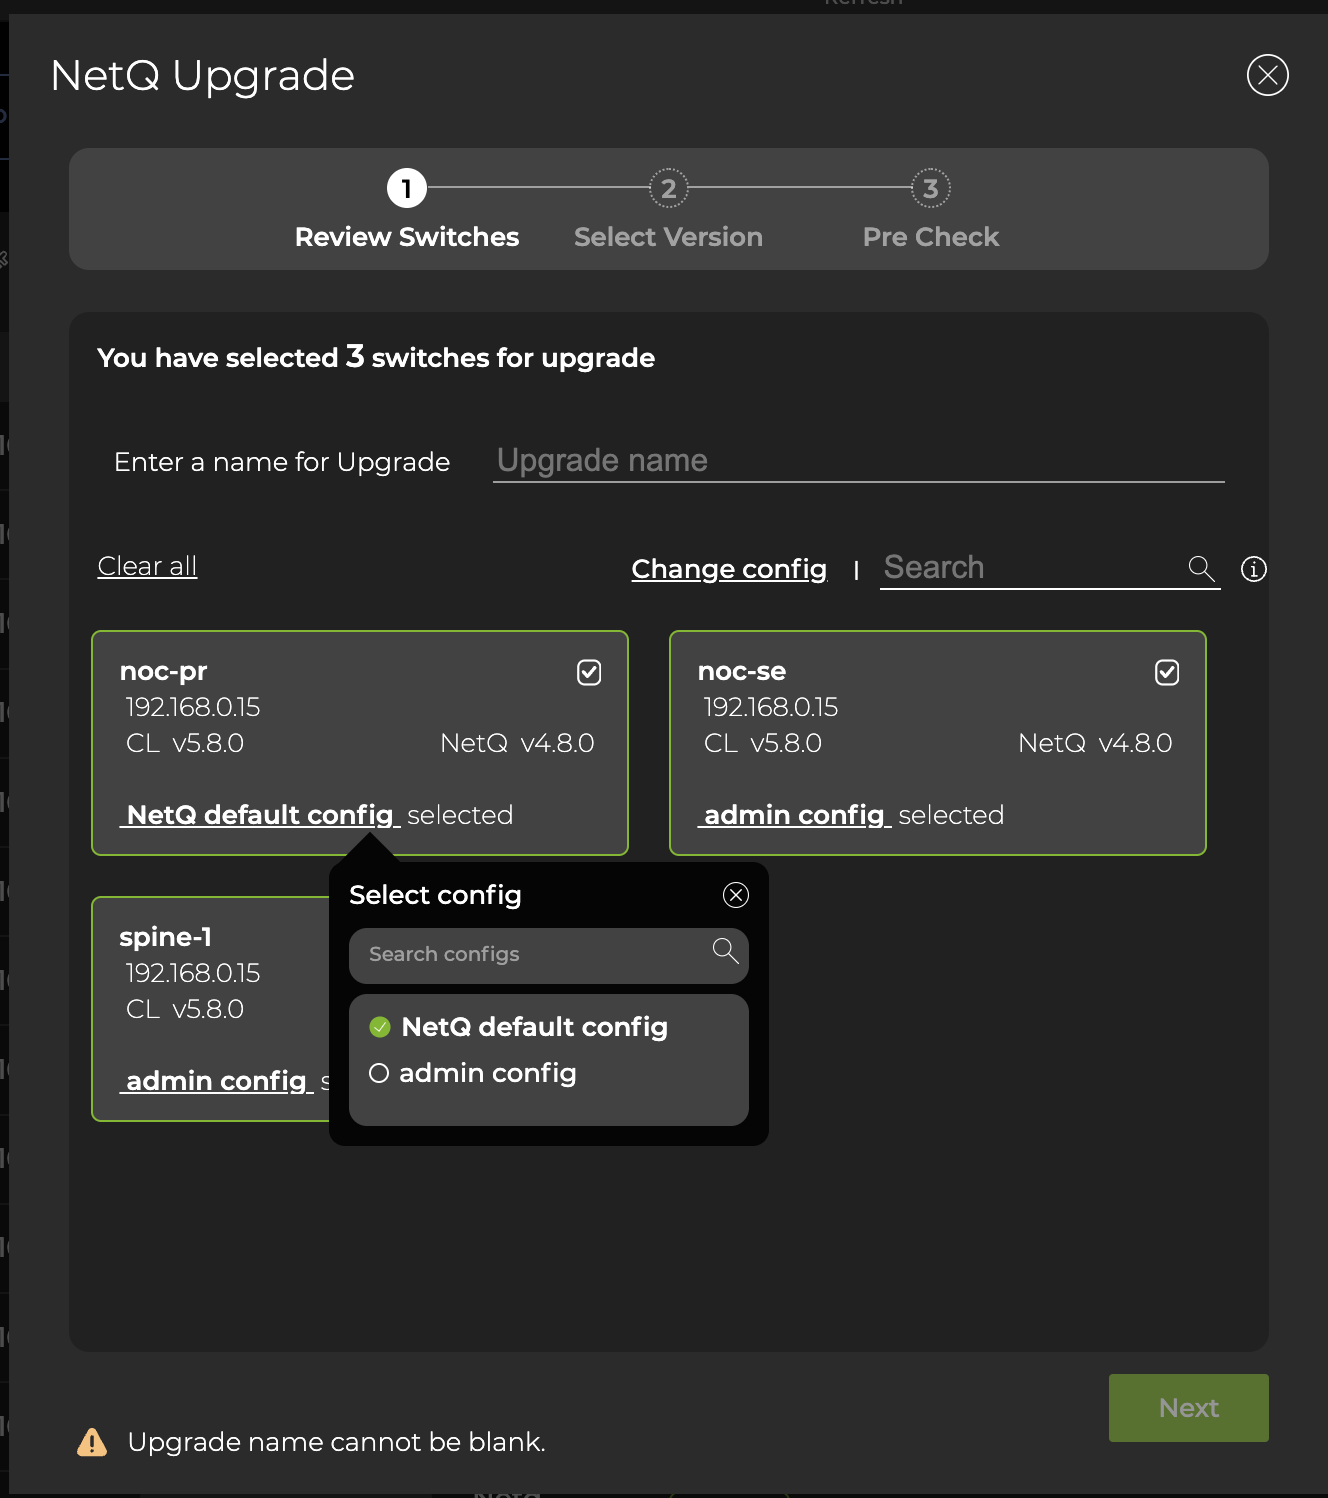 NetQ Upgrade
1
2
3
Review Switches
Select Version
Pre Check
You have selected 3 switches for upgrade
Enter a name for Upgrade
Upgrade name
Clear all
Change config
|
Search
noc-pr
192.168.0.15
CL v5.8.0
NetQ v4.8.0
NetQ default config selected
noc-se
192.168.0.15
CL v5.8.0
NetQ v4.8.0
admin config selected
spine-1
192.168.0.15
CL v5.8.0
admin config
Select config
Search configs
NetQ default config
admin config
Next
Upgrade name cannot be blank.